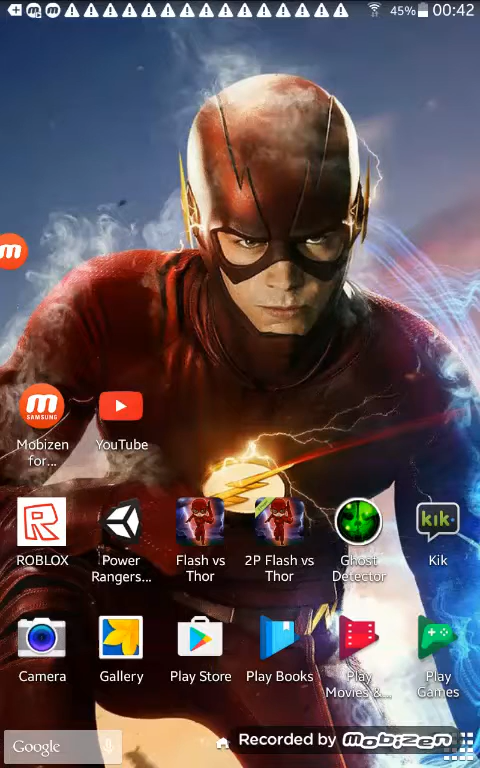 45% 00:42
m
m
SAMSUNG
Mobizen
for...
YouTube
ROBLOX
Power
Rangers...
Flash vs
Thor
2P Flash vs
Thor
Ghost
Detector
kik
Kik
Camera
Gallery
Play Store
Play Books
Play
Movies &...
Play
Games
Google
Recorded by mobizen